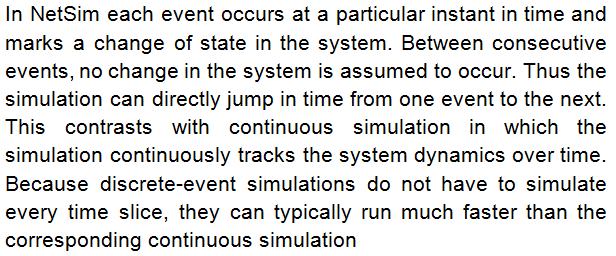 In NetSim each event occurs at a particular instant in time and
marks a change of state in the system. Between consecutive
events, no change in the system is assumed to occur. Thus the
simulation can directly jump in time from one event to the next.
This contrasts with continuous simulation in which the
simulation continuously tracks the system dynamics over time.
Because discrete-event simulations do not have to simulate
every time slice, they can typically run much faster than the
corresponding continuous simulation